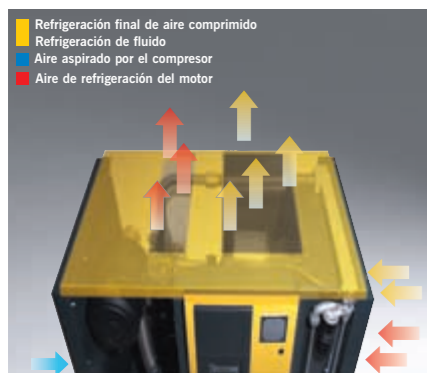 Refrigeración final de aire comprimido
Refrigeración de fluido
Aire aspirado por el compresor
Aire de refrigeración del motor